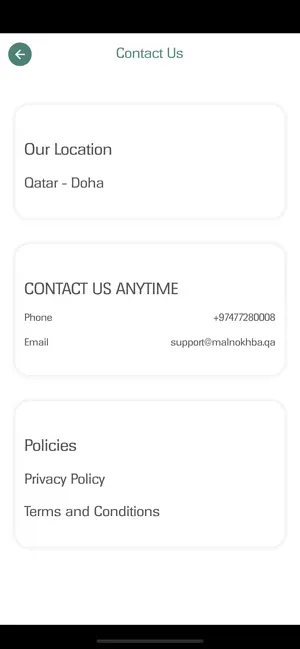 Contact Us
Our Location
Qatar - Doha
CONTACT US ANYTIME
Phone +97477280008
Email support@malnokhba.qa
Policies
Privacy Policy
Terms and Conditions